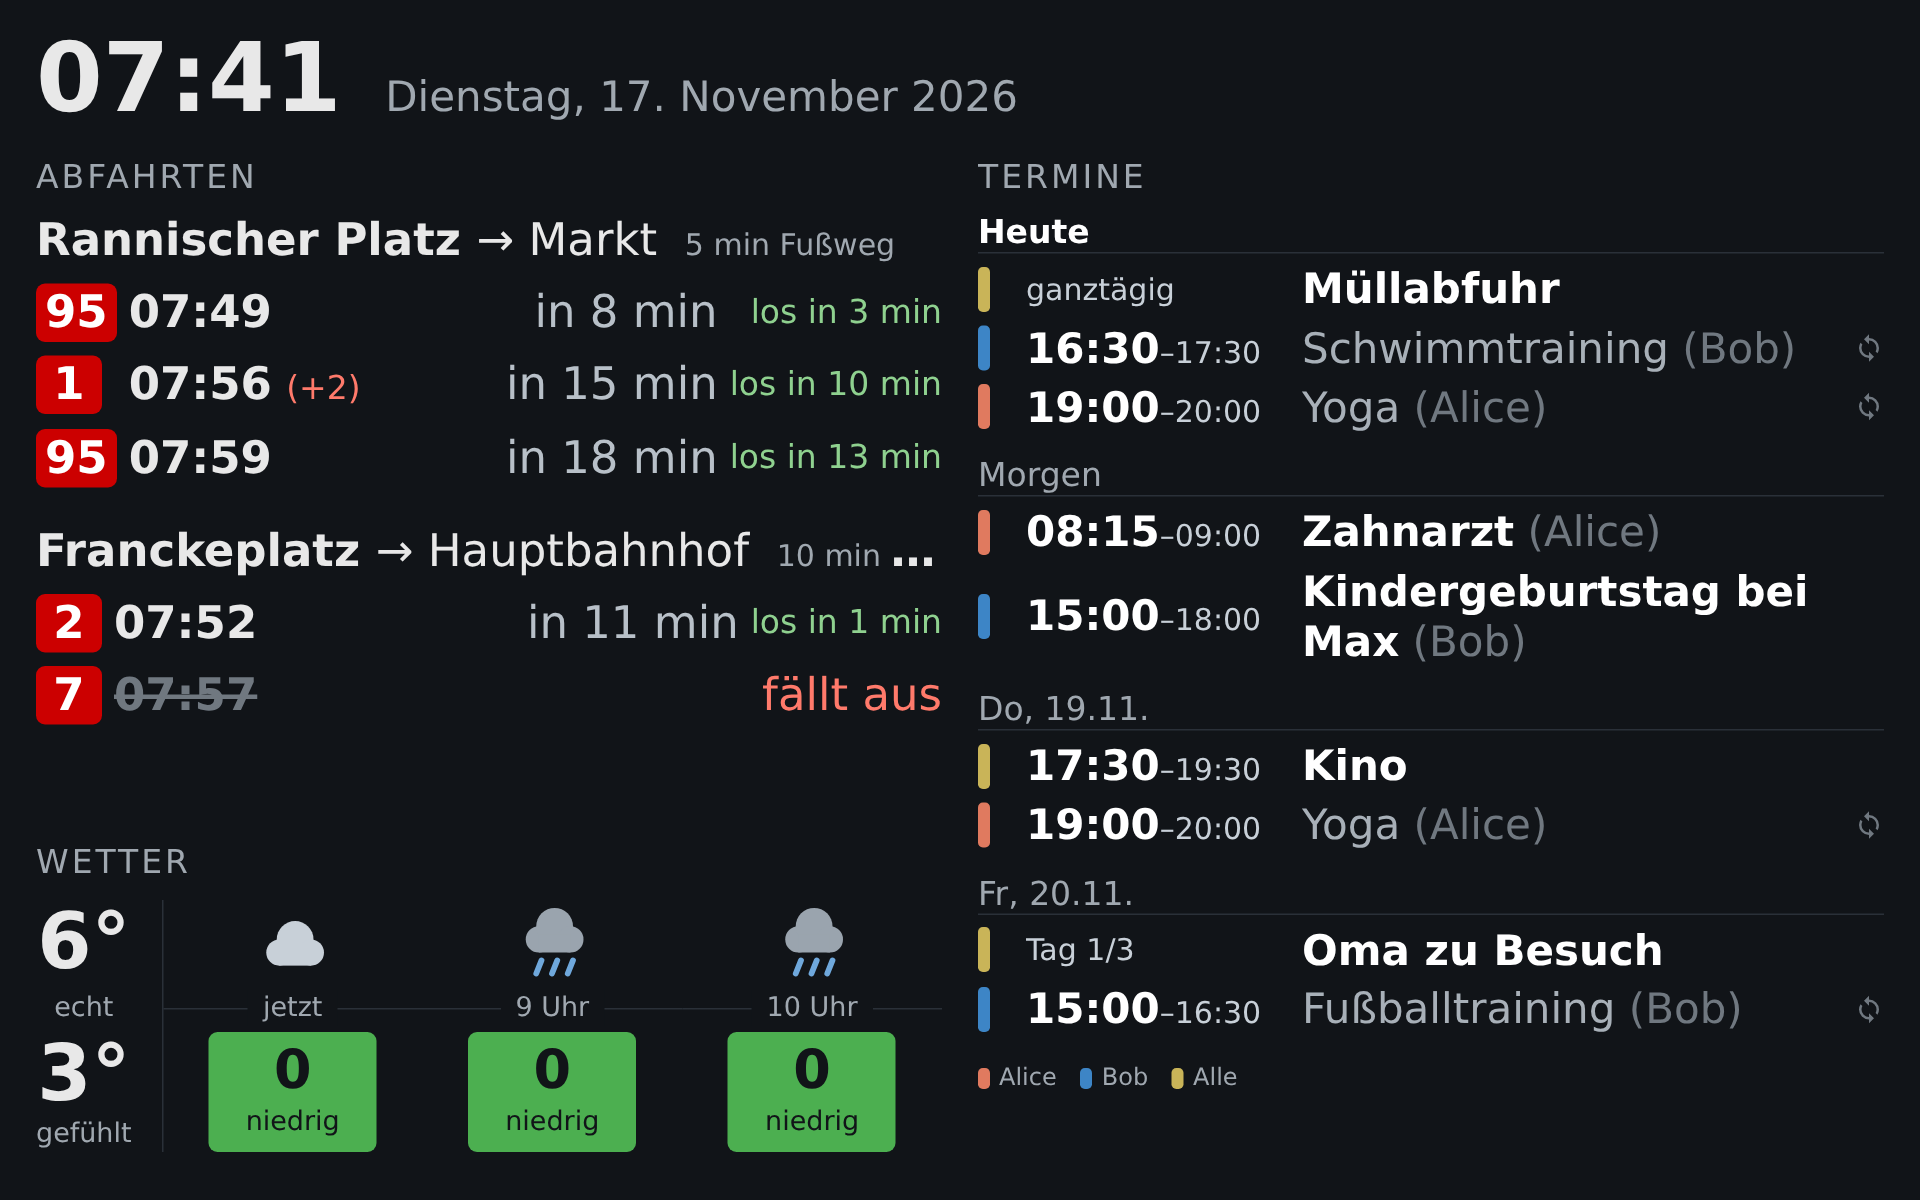 07:41 Dienstag, 17. November 2026
ABFAHRTEN
Rannischer Platz → Markt 5 min Fußweg
95 07:49 in 8 min los in 3 min
1 07:56 (+2) in 15 min los in 10 min
95 07:59 in 18 min los in 13 min
Franckeplatz → Hauptbahnhof 10 min …
2 07:52 in 11 min los in 1 min
7 07:57 fällt aus
WETTER
6°
echt
3°
gefühlt
jetzt 9 Uhr 10 Uhr
0 0 0
niedrig niedrig niedrig
TERMINE
Heute
ganztägig Müllabfuhr
16:30–17:30 Schwimmtraining (Bob)
19:00–20:00 Yoga (Alice)
Morgen
08:15–09:00 Zahnarzt (Alice)
15:00–18:00 Kindergeburtstag bei
Max (Bob)
Do, 19.11.
17:30–19:30 Kino
19:00–20:00 Yoga (Alice)
Fr, 20.11.
Tag 1/3 Oma zu Besuch
15:00–16:30 Fußballtraining (Bob)
Alice Bob Alle